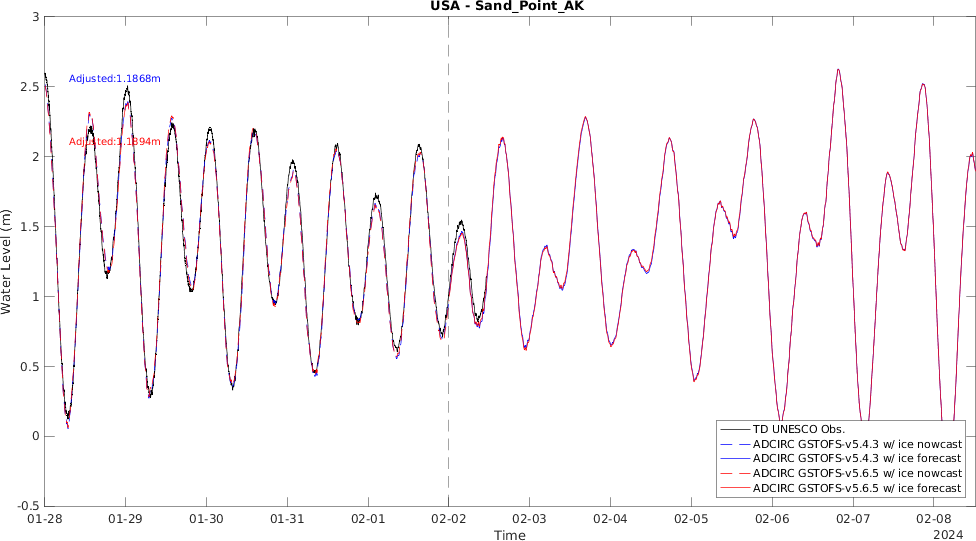 USA - Sand_Point_AK
3
2.5
2
1.5
1
0.5
0
-0.5
Water Level (m)
Adjusted:1.1868m
Adjusted:1.1894m
TD UNESCO Obs.
ADCIRC GSTOFS-v5.4.3 w/ ice nowcast
ADCIRC GSTOFS-v5.4.3 w/ ice forecast
ADCIRC GSTOFS-v5.6.5 w/ ice nowcast
ADCIRC GSTOFS-v5.6.5 w/ ice forecast
01-28 01-29 01-30 01-31 02-01 02-02 02-03 02-04 02-05 02-06 02-07 02-08
2024
Time